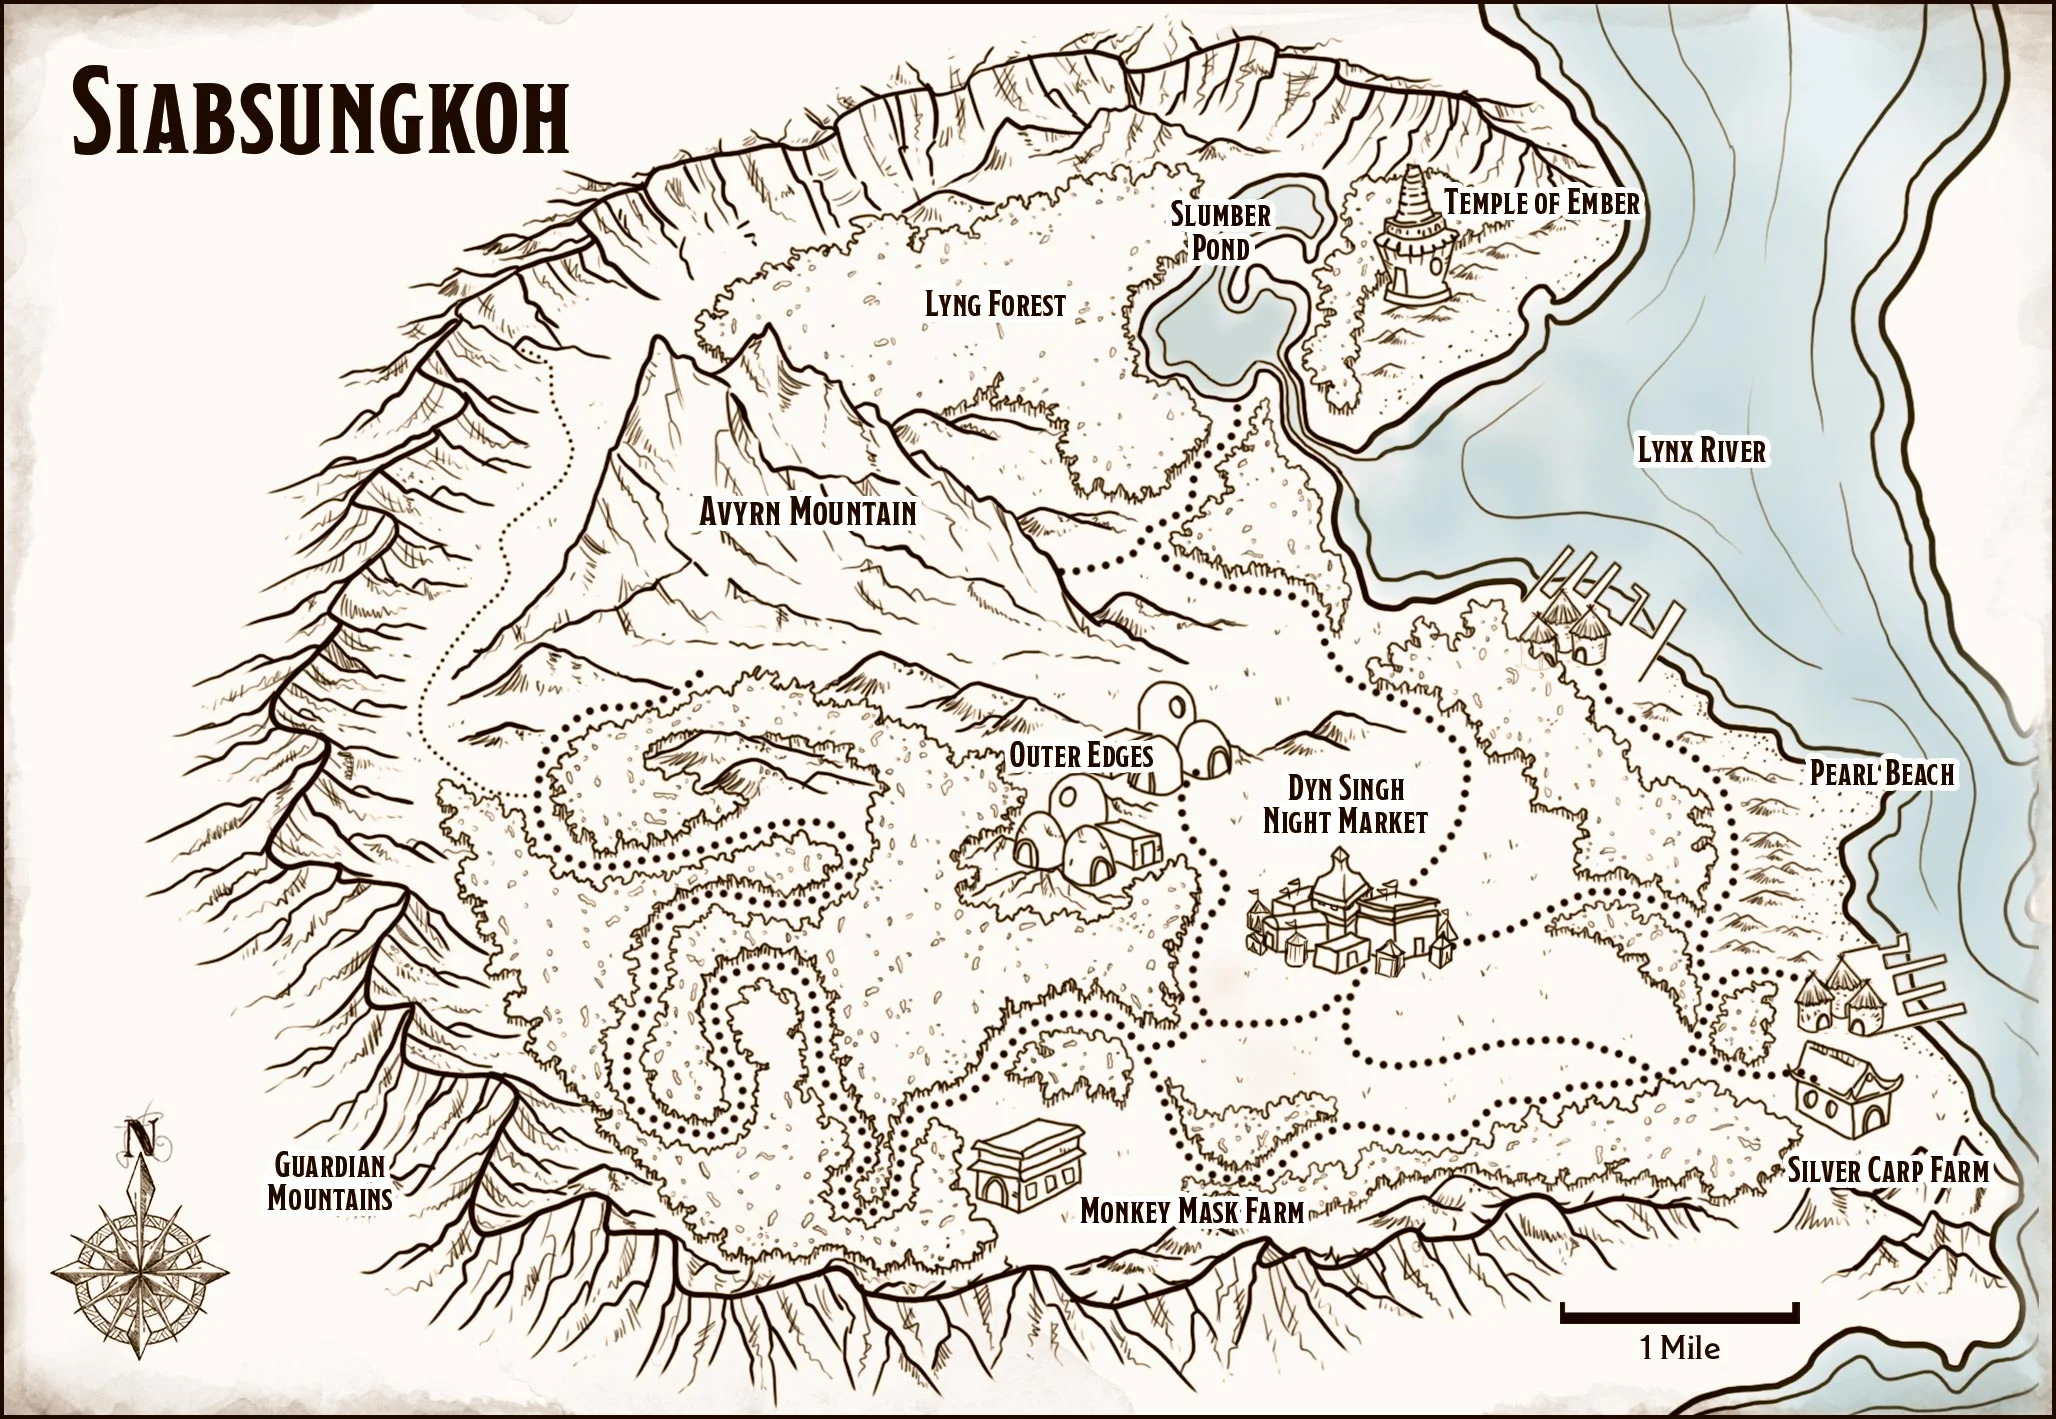 SIABSUNGKOH
SLUMBER
POND
TEMPLE OF EMBER
LYNG FOREST
LYNX RIVER
AVYRN MOUNTAIN
OUTER EDGES
DYN SINGH
NIGHT MARKET
PEARL BEACH
N
GUARDIAN
MOUNTAINS
MONKEY MASK FARM
SILVER CARP FARM
1 Mile